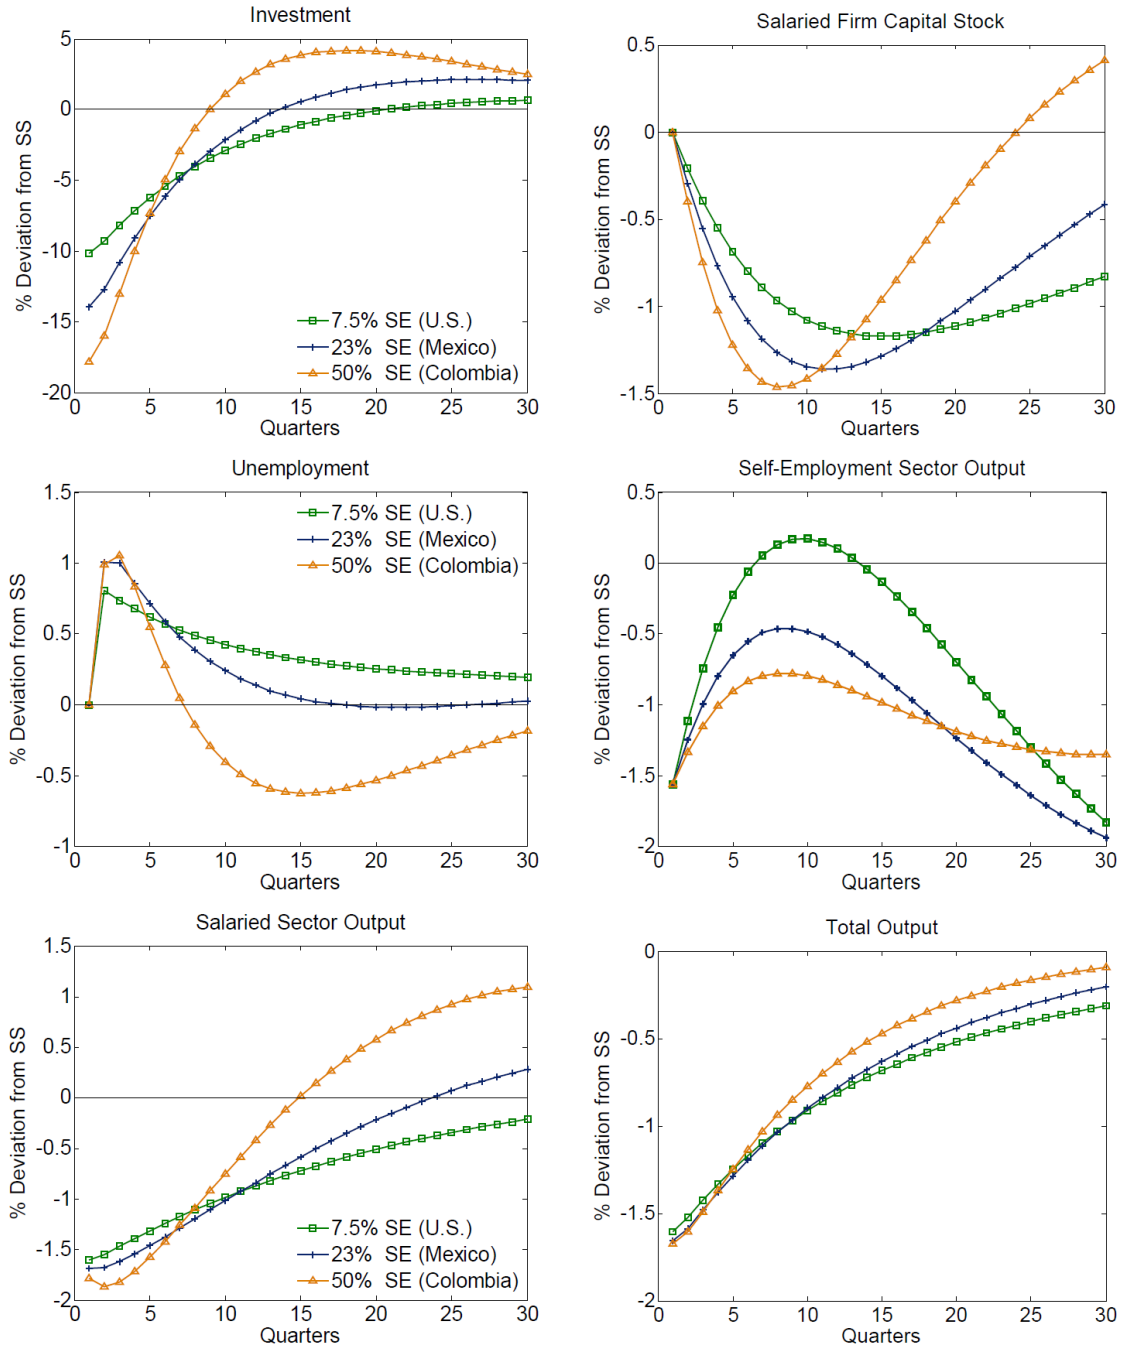 Investment
% Deviation from SS
5
0
-5
-10
-15
-20
7.5% SE (U.S.)
23% SE (Mexico)
50% SE (Colombia)
0 5 10 15 20 25 30
Quarters
Salaried Firm Capital Stock
% Deviation from SS
0.5
0
-0.5
-1
-1.5
0 5 10 15 20 25 30
Quarters
Unemployment
% Deviation from SS
1.5
1
0.5
0
-0.5
-1
7.5% SE (U.S.)
23% SE (Mexico)
50% SE (Colombia)
0 5 10 15 20 25 30
Quarters
Self-Employment Sector Output
% Deviation from SS
0.5
0
-0.5
-1
-1.5
-2
0 5 10 15 20 25 30
Quarters
Salaried Sector Output
% Deviation from SS
1.5
1
0.5
0
-0.5
-1
-1.5
-2
7.5% SE (U.S.)
23% SE (Mexico)
50% SE (Colombia)
0 5 10 15 20 25 30
Quarters
Total Output
% Deviation from SS
0
-0.5
-1
-1.5
-2
0 5 10 15 20 25 30
Quarters